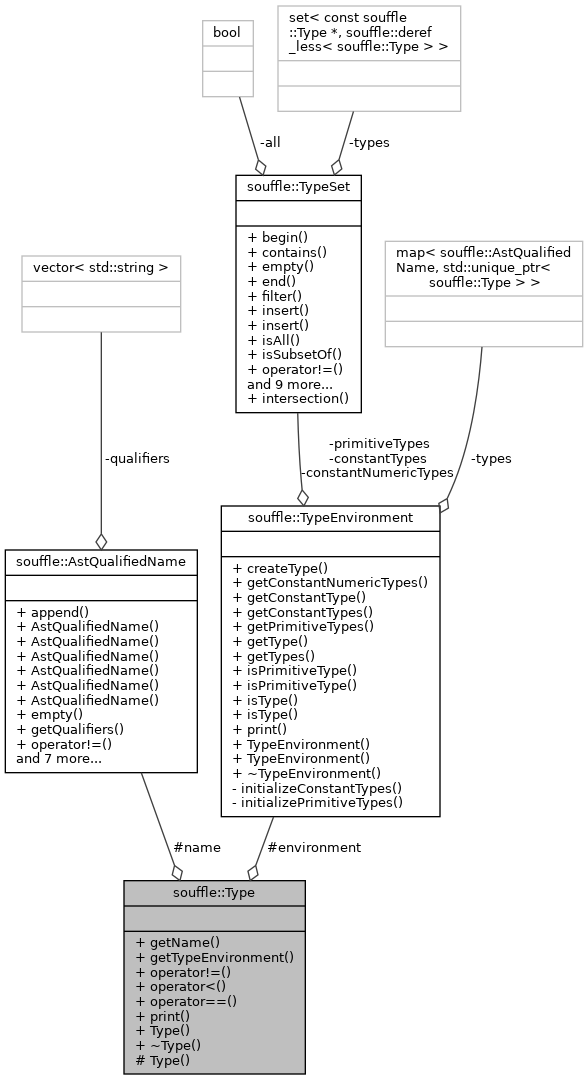 bool
set< const souffle
::Type *, souffle::deref
_less< souffle::Type > >
-all
-types
souffle::TypeSet
+ begin()
+ contains()
+ empty()
+ end()
+ filter()
+ insert()
+ insert()
+ isAll()
+ isSubsetOf()
+ operator!=()
and 9 more...
+ intersection()
vector< std::string >
map< souffle::AstQualified
Name, std::unique_ptr<
souffle::Type > >
-qualifiers
-primitiveTypes
-constantTypes
-constantNumericTypes
-types
souffle::AstQualifiedName
+ append()
+ AstQualifiedName()
+ AstQualifiedName()
+ AstQualifiedName()
+ AstQualifiedName()
+ AstQualifiedName()
+ AstQualifiedName()
+ empty()
+ getQualifiers()
+ operator!=()
and 7 more...
souffle::TypeEnvironment
+ createType()
+ getConstantNumericTypes()
+ getConstantType()
+ getConstantTypes()
+ getPrimitiveTypes()
+ getType()
+ getTypes()
+ isPrimitiveType()
+ isPrimitiveType()
+ isType()
+ isType()
+ print()
+ TypeEnvironment()
+ TypeEnvironment()
+ ~TypeEnvironment()
- initializeConstantTypes()
- initializePrimitiveTypes()
#name
#environment
souffle::Type
+ getName()
+ getTypeEnvironment()
+ operator!=()
+ operator<()
+ operator==()
+ print()
+ Type()
+ ~Type()
# Type()